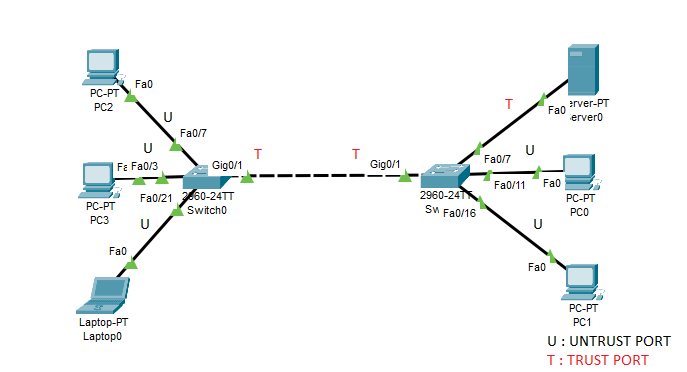 Fa0
PC-PT
PC2
U
Fa0/7
U
Fa0/3
PC-PT
PC3
Fa0/21
U
Fa0
Laptop-PT
Laptop0
Gig0/1
T
2960-24TT
Switch0
T
Gig0/1
2960-24TT
Fa0/16
Fa0/7
T
Fa0
erver-PT
erver0
U
Fa0/11
Fa0
PC-PT
PC0
U
Fa0
PC-PT
PC1
U : UNTRUST PORT
T : TRUST PORT